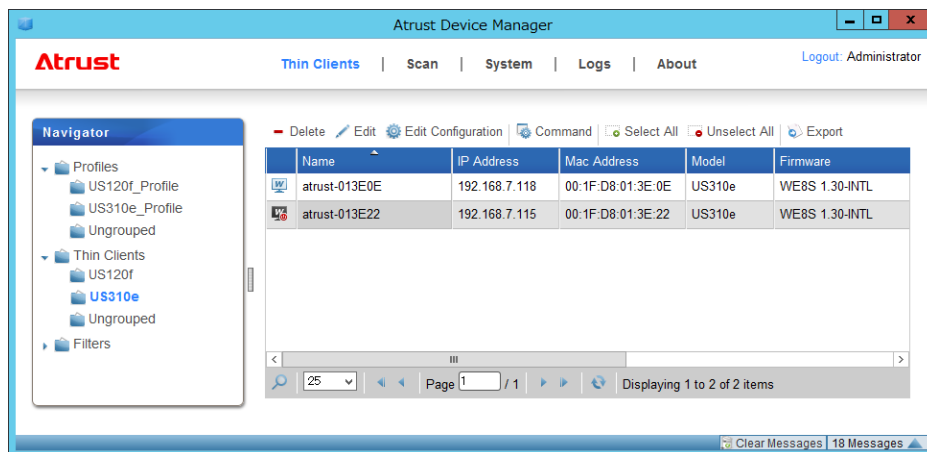 Atrust Device Manager
Atrust
Thin Clients | Scan | System | Logs | About
Logout: Administrator
Navigator
Profiles
US120f_Profile
US310e_Profile
Ungrouped
Thin Clients
US120f
US310e
Ungrouped
Filters
Delete Edit Edit Configuration Command Select All Unselect All Export
Name IP Address Mac Address Model Firmware
atrust-013E0E 192.168.7.118 00:1F:D8:01:3E:0E US310e WE8S 1.30-INTL
atrust-013E22 192.168.7.115 00:1F:D8:01:3E:22 US310e WE8S 1.30-INTL
25 Page 1 / 1 Displaying 1 to 2 of 2 items
Clear Messages 18 Messages